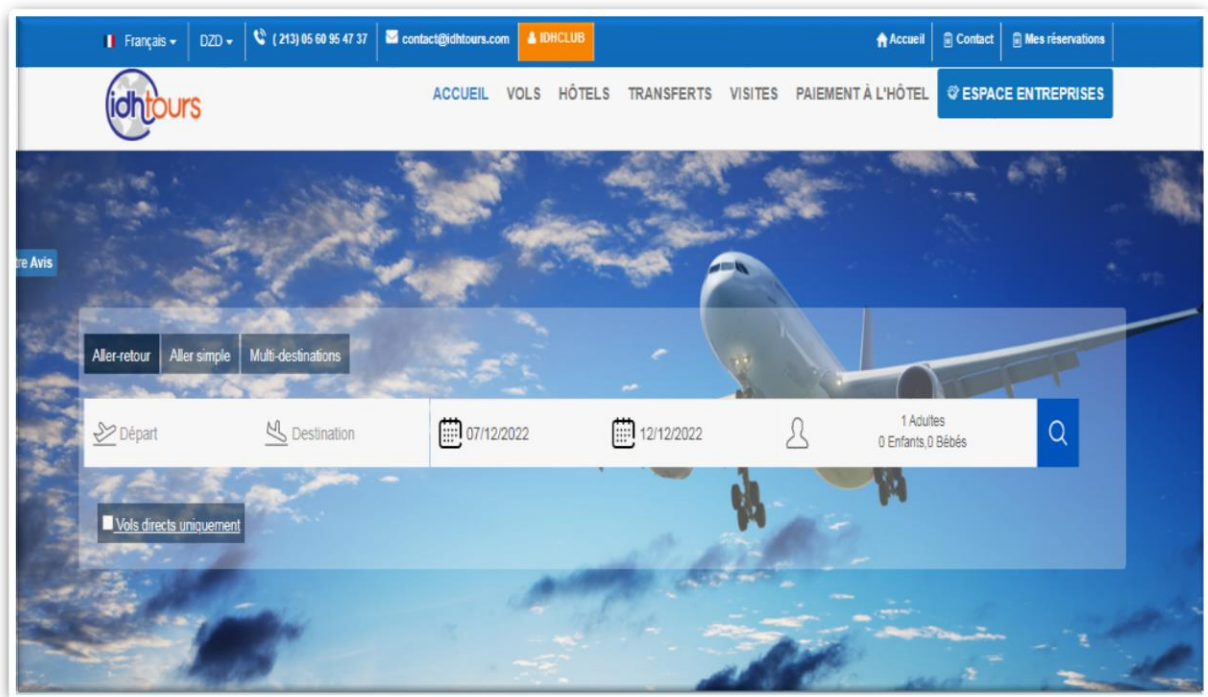 Français DZD ( 213) 05 60 95 47 37 contact@idhtours.com IDHCLUB Accueil Contact Mes réservations
idhtours
ACCUEIL VOLS HÔTELS TRANSFERTS VISITES PAIEMENT À L'HÔTEL ESPACE ENTREPRISES
tre Avis
Aller-retour Aller simple Multi-destinations
Départ Destination 07/12/2022 12/12/2022 1 Adultes
0 Enfants,0 Bébés
Vols directs uniquement